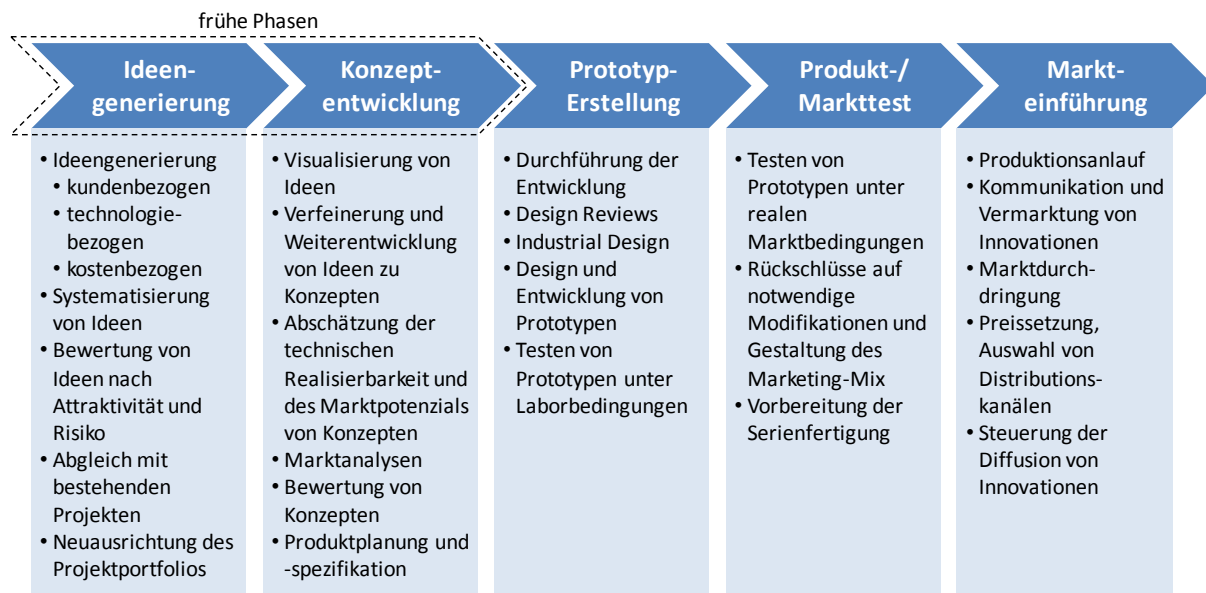 frühe Phasen
Ideen-
generierung
Konzept-
entwicklung
Prototyp-
Erstellung
Produkt-/
Markttest
Markt-
einführung
• Ideengenerierung
• kundenbezogen
• technologie-
bezogen
• kostenbezogen
• Systematisierung
von Ideen
• Bewertung von
Ideen nach
Attraktivität und
Risiko
• Abgleich mit
bestehenden
Projekten
• Neuausrichtung des
Projektportfolios
• Visualisierung von
Ideen
• Verfeinerung und
Weiterentwicklung
von Ideen zu
Konzepten
• Abschätzung der
technischen
Realisierbarkeit und
des Marktpotenzials
von Konzepten
• Marktanalysen
• Bewertung von
Konzepten
• Produktplanung und
-spezifikation
• Durchführung der
Entwicklung
• Design Reviews
• Industrial Design
• Design und
Entwicklung von
Prototypen
• Testen von
Prototypen unter
Laborbedingungen
• Testen von
Prototypen unter
realen
Marktbedingungen
• Rückschlüsse auf
notwendige
Modifikationen und
Gestaltung des
Marketing-Mix
• Vorbereitung der
Serienfertigung
• Produktionsanlauf
• Kommunikation und
Vermarktung von
Innovationen
• Marktdurch-
dringung
• Preissetzung,
Auswahl von
Distributions-
kanälen
• Steuerung der
Diffusion von
Innovationen